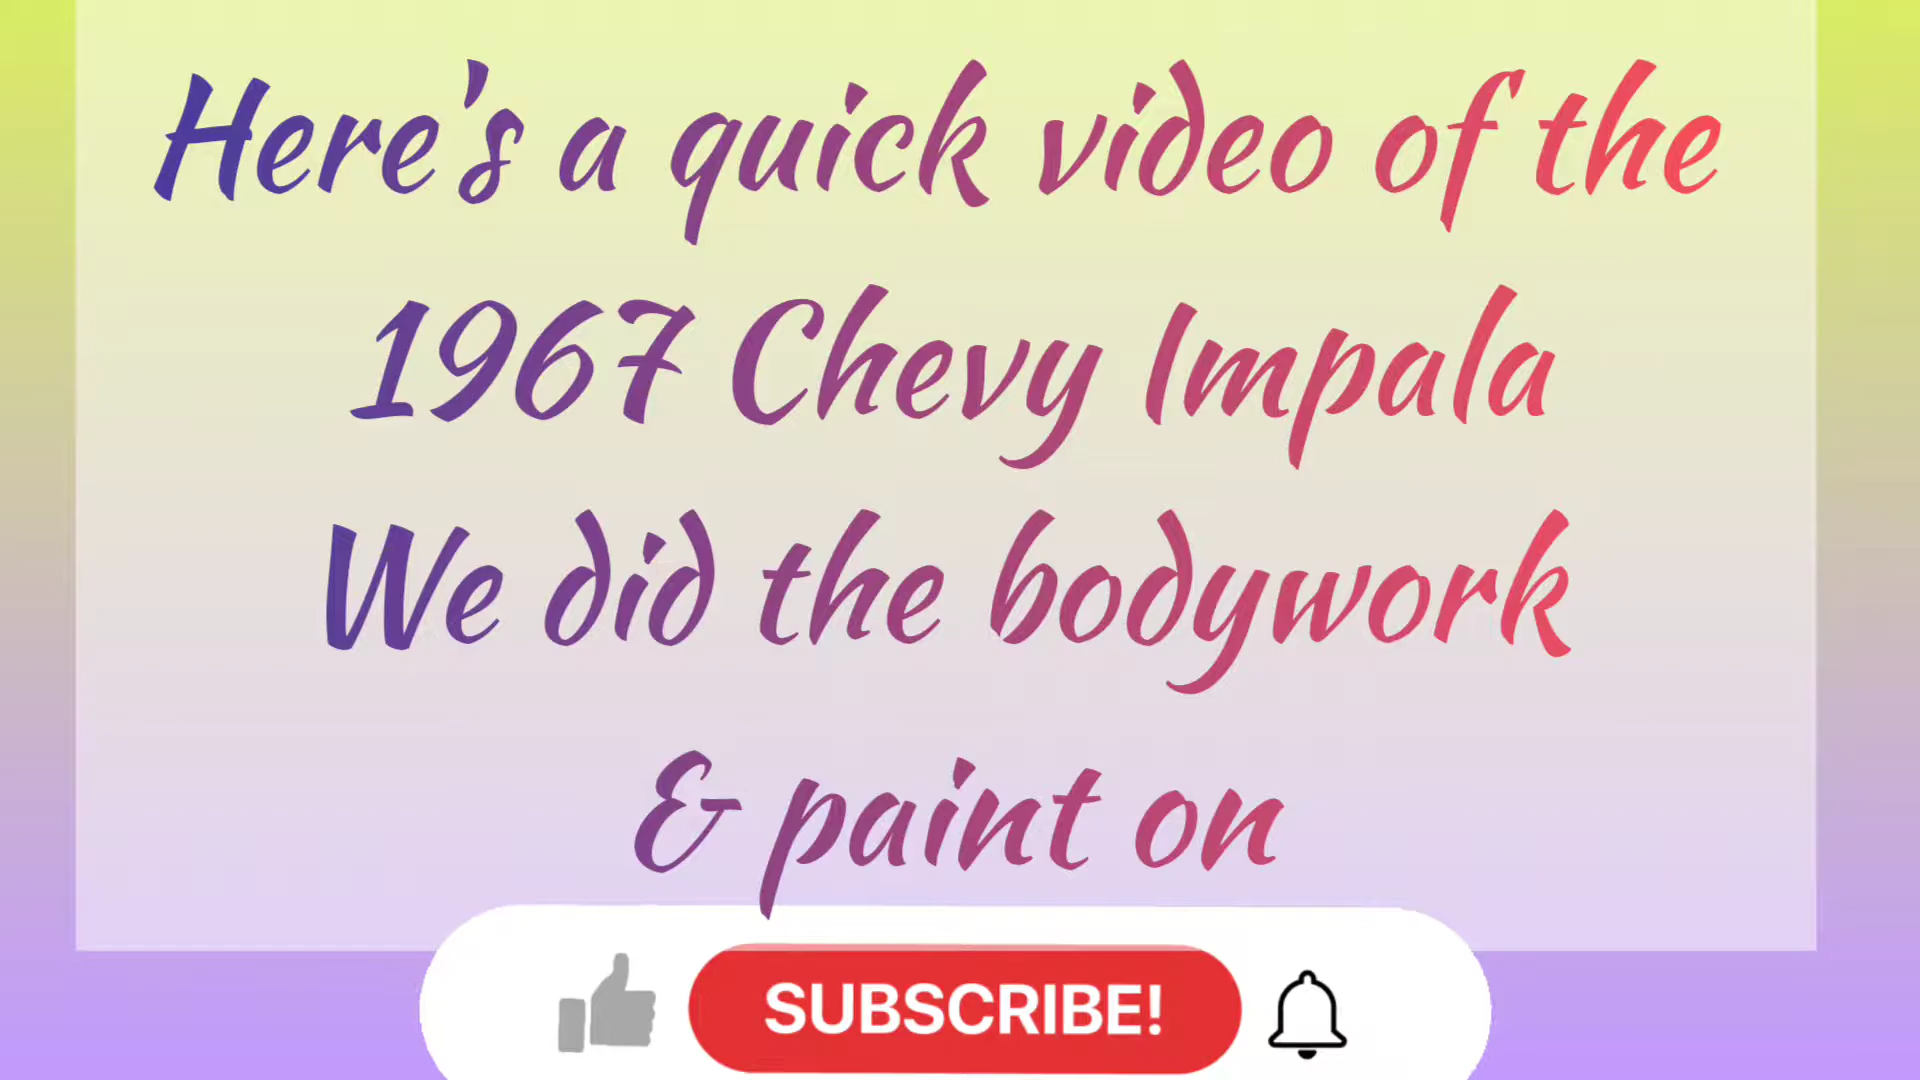 Here's a quick video of the
1967 Chevy Impala
We did the bodywork
& paint on
SUBSCRIBE!